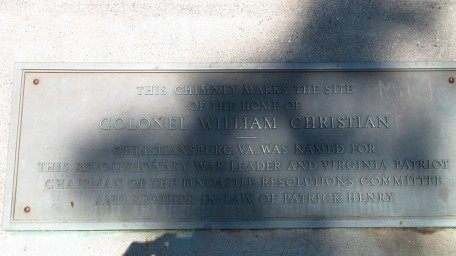 THIS CHIMNEY MARKS THE SITE
OF THE HOME OF
COLONEL WILLIAM CHRISTIAN
CHRISTIANSBURG, VA WAS NAMED FOR
THIS REVOLUTIONARY WAR LEADER AND VIRGINIA PATRIOT
CHAIRMAN OF THE FINCASTLE RESOLUTIONS COMMITTEE
AND BROTHER IN LAW OF PATRICK HENRY